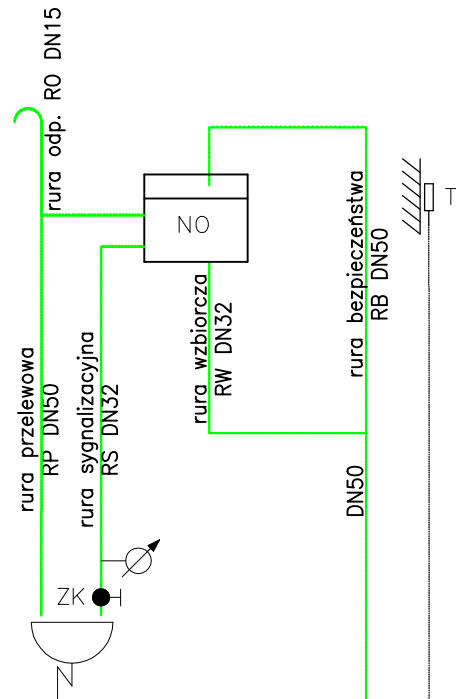 rura odp. RO DN15
NO
T
rura bezpieczeństwa
RB DN50
rura wzbiorcza
RW DN32
rura przelewowa
RP DN50
rura sygnalizacyjna
RS DN32
DN50
ZK